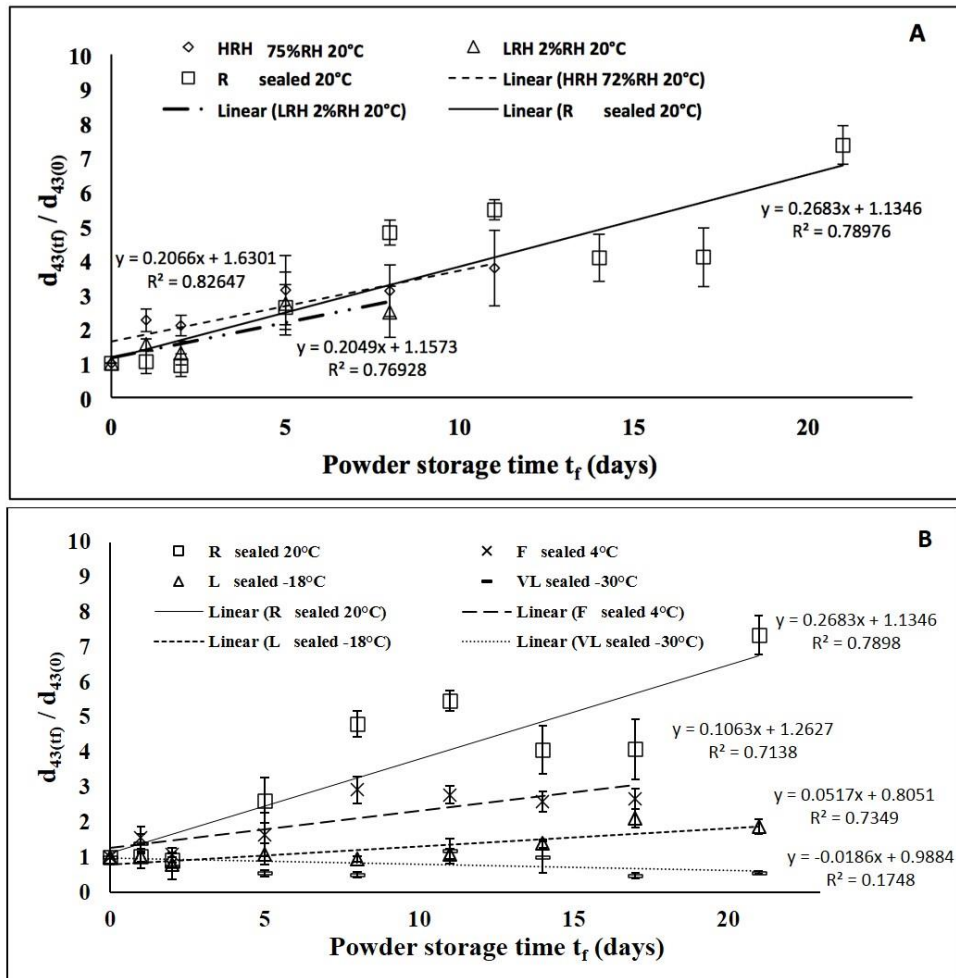 A
HRH 75%RH 20°C
LRH 2%RH 20°C
R sealed 20°C
Linear (HRH 72%RH 20°C)
Linear (LRH 2%RH 20°C)
Linear (R sealed 20°C)
10
9
8
7
6
5
4
3
2
1
0
d43(tf) / d43(0)
y = 0.2683x + 1.1346
R² = 0.78976
y = 0.2066x + 1.6301
R² = 0.82647
y = 0.2049x + 1.1573
R² = 0.76928
0 5 10 15 20
Powder storage time tf (days)
B
R sealed 20°C
F sealed 4°C
L sealed -18°C
VL sealed -30°C
Linear (R sealed 20°C)
Linear (F sealed 4°C)
Linear (L sealed -18°C)
Linear (VL sealed -30°C)
10
9
8
7
6
5
4
3
2
1
0
d43(tf) / d43(0)
y = 0.2683x + 1.1346
R² = 0.7898
y = 0.1063x + 1.2627
R² = 0.7138
y = 0.0517x + 0.8051
R² = 0.7349
y = -0.0186x + 0.9884
R² = 0.1748
0 5 10 15 20
Powder storage time tf (days)